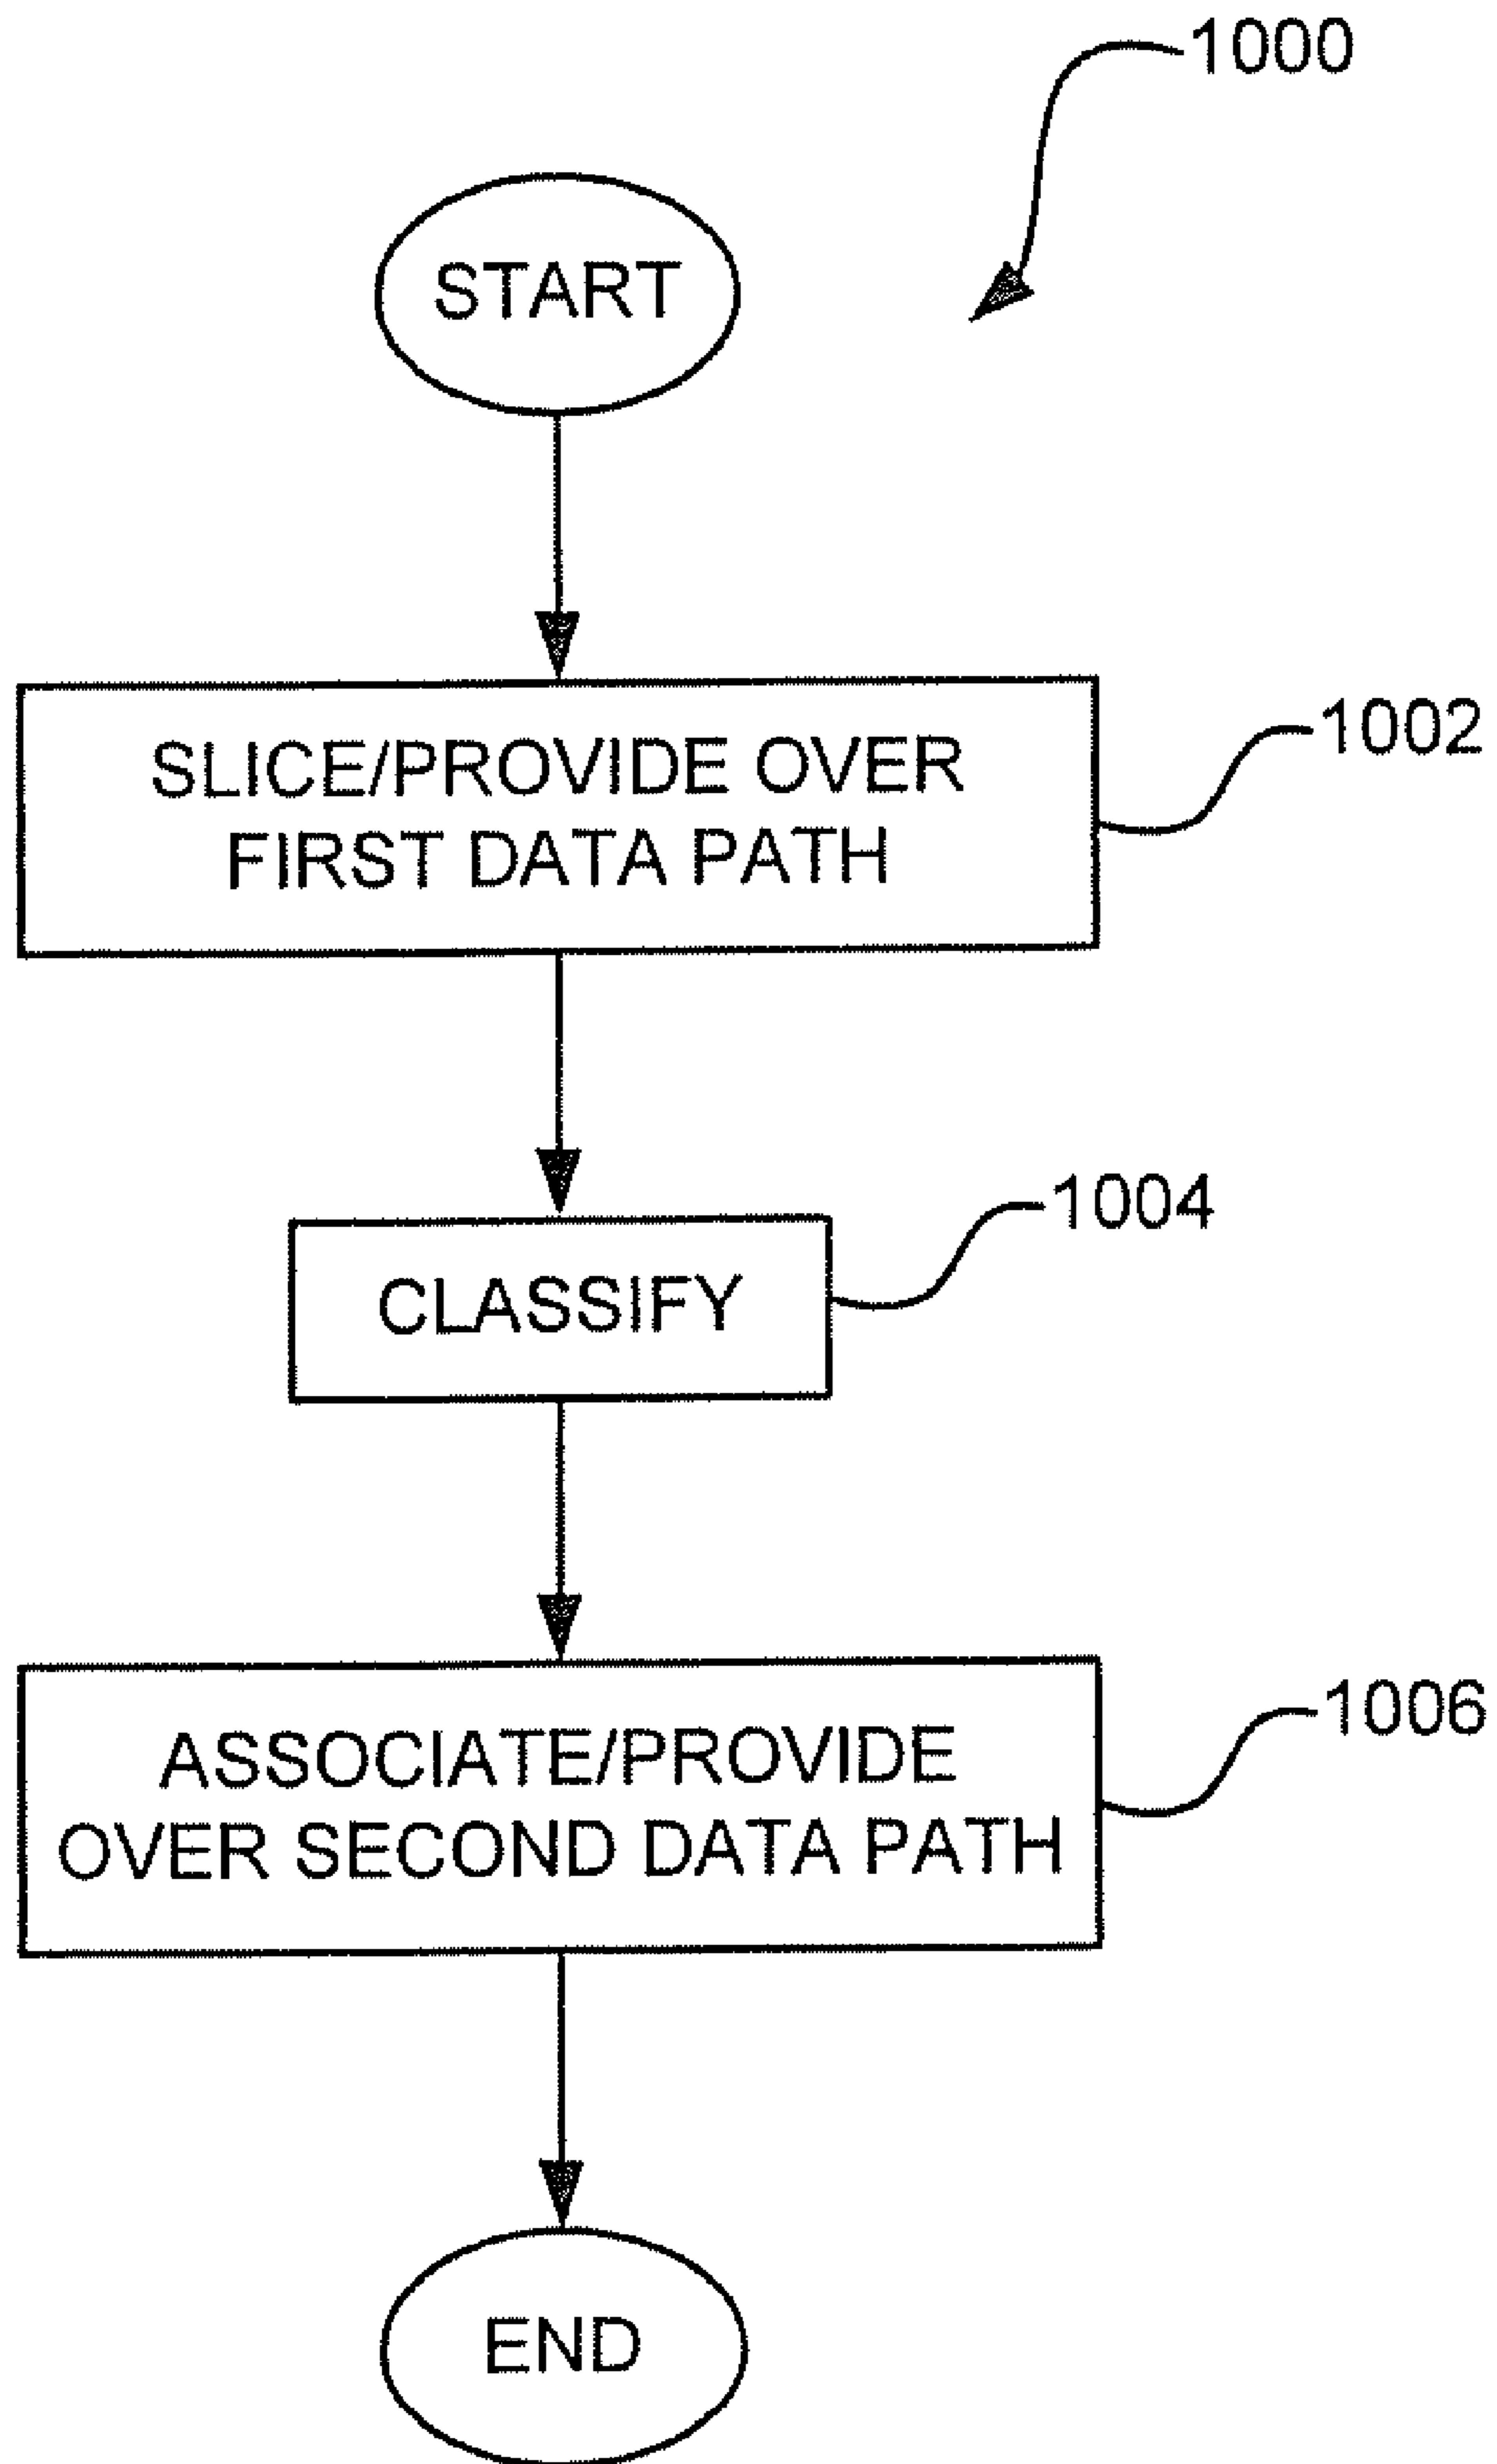 1000
START
SLICE/PROVIDE OVER
FIRST DATA PATH
1002
CLASSIFY
1004
ASSOCIATE/PROVIDE
OVER SECOND DATA PATH
1006
END